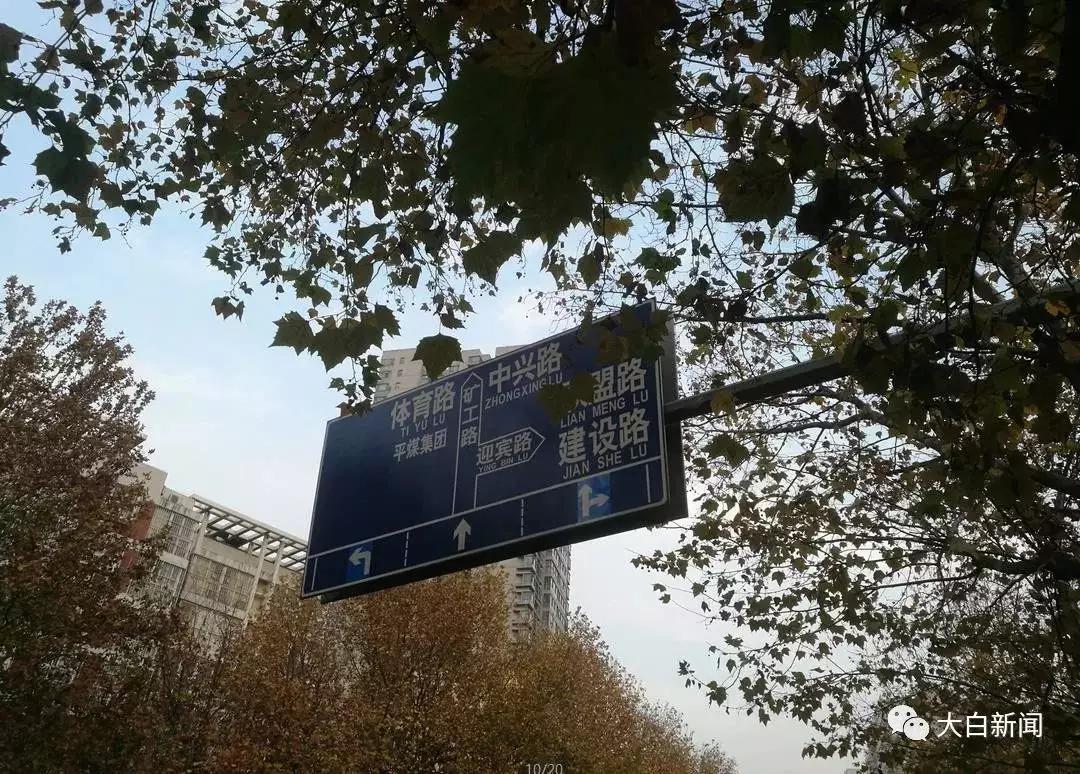 体育路
TI YU LU
平煤集团
矿工路
中兴路
ZHONGXING LU
迎宾路
YING BIN LU
盟路
LIAN MENG LU
建设路
JIAN SHE LU
大白新闻
10/20